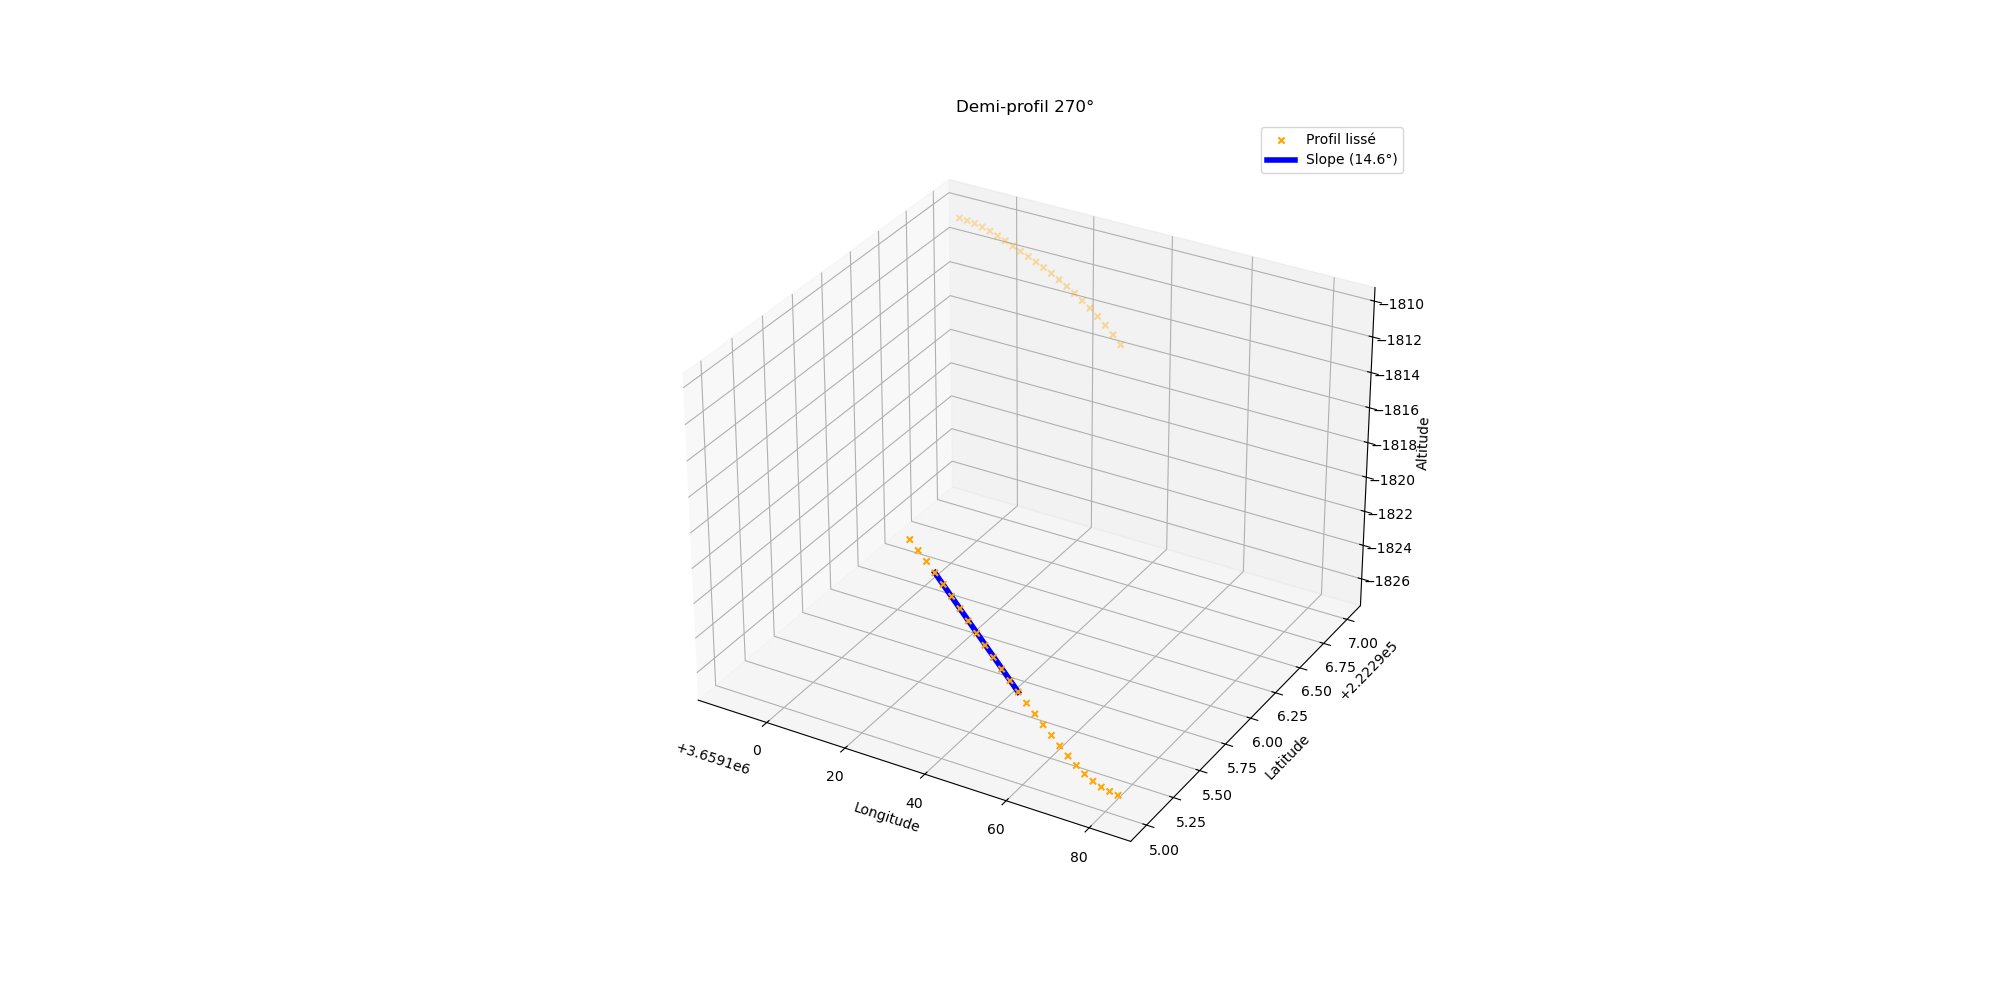 Demi-profil 270°
Profil lissé
Slope (14.6°)
−1810
−1812
−1814
−1816
−1818
−1820
−1822
−1824
−1826
Altitude
7.00
6.75
6.50
6.25
6.00
5.75
5.50
5.25
5.00
+2.2229e5
Latitude
0
20
40
60
80
+3.6591e6
Longitude